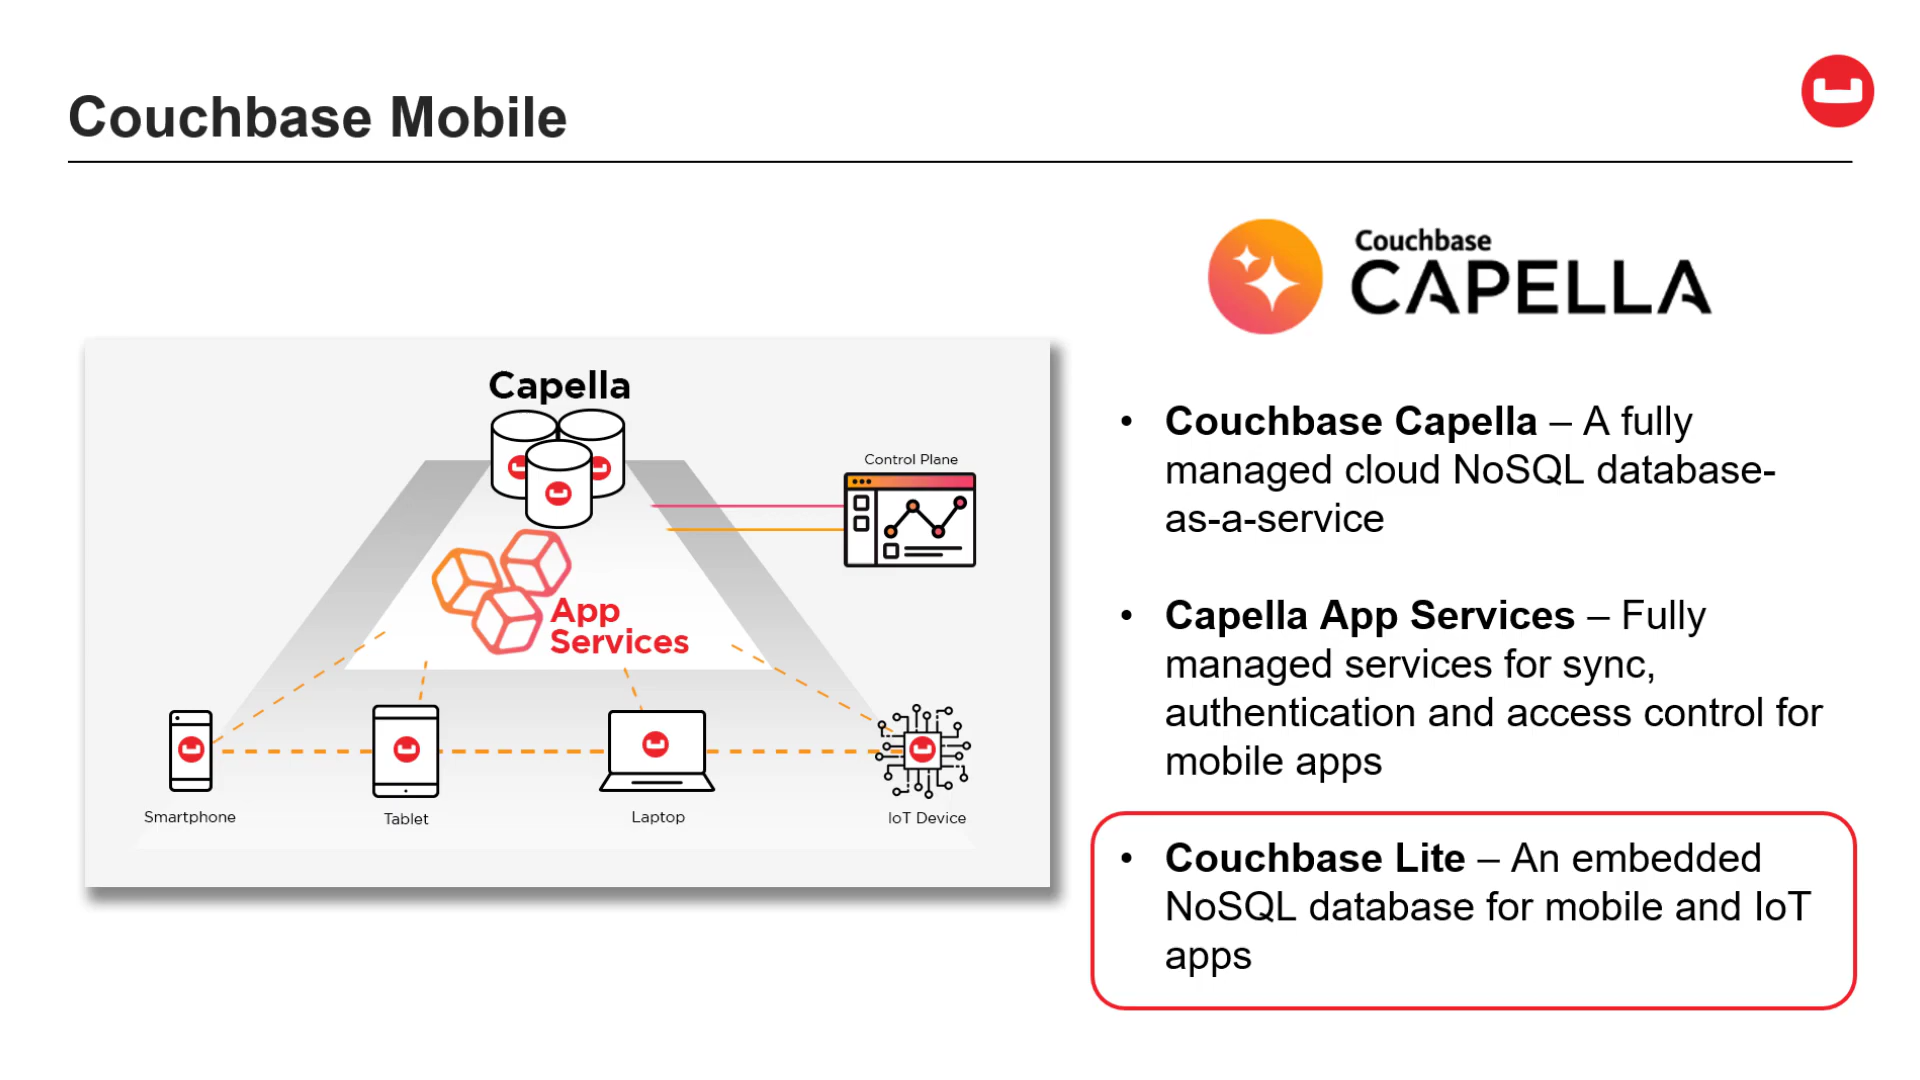 Couchbase Mobile
Couchbase
CAPELLA
Capella
Control Plane
App
Services
Smartphone
Tablet
Laptop
IoT Device
• Couchbase Capella – A fully
managed cloud NoSQL database-
as-a-service
• Capella App Services – Fully
managed services for sync,
authentication and access control for
mobile apps
• Couchbase Lite – An embedded
NoSQL database for mobile and IoT
apps